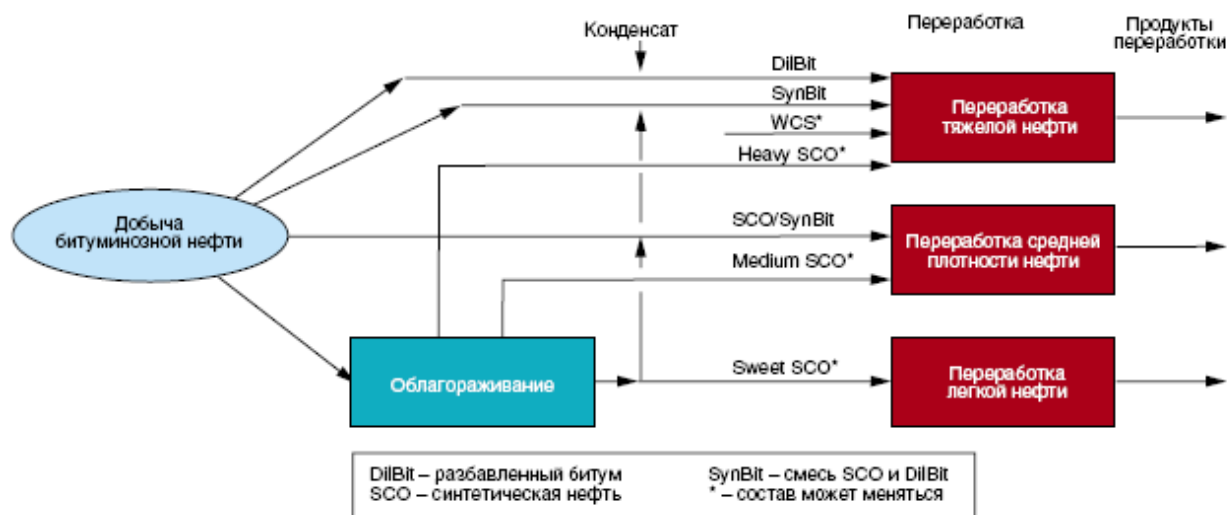 Конденсат
Переработка
Продукты
переработки
DilBit
SynBit
WCS*
Heavy SCO*
Переработка
тяжелой нефти
Добыча
битуминозной нефти
SCO/SynBit
Medium SCO*
Переработка средней
плотности нефти
Облагораживание
Sweet SCO*
Переработка
легкой нефти
DilBit – разбавленный битум
SCO – синтетическая нефть
SynBit – смесь SCO и DilBit
* – состав может меняться